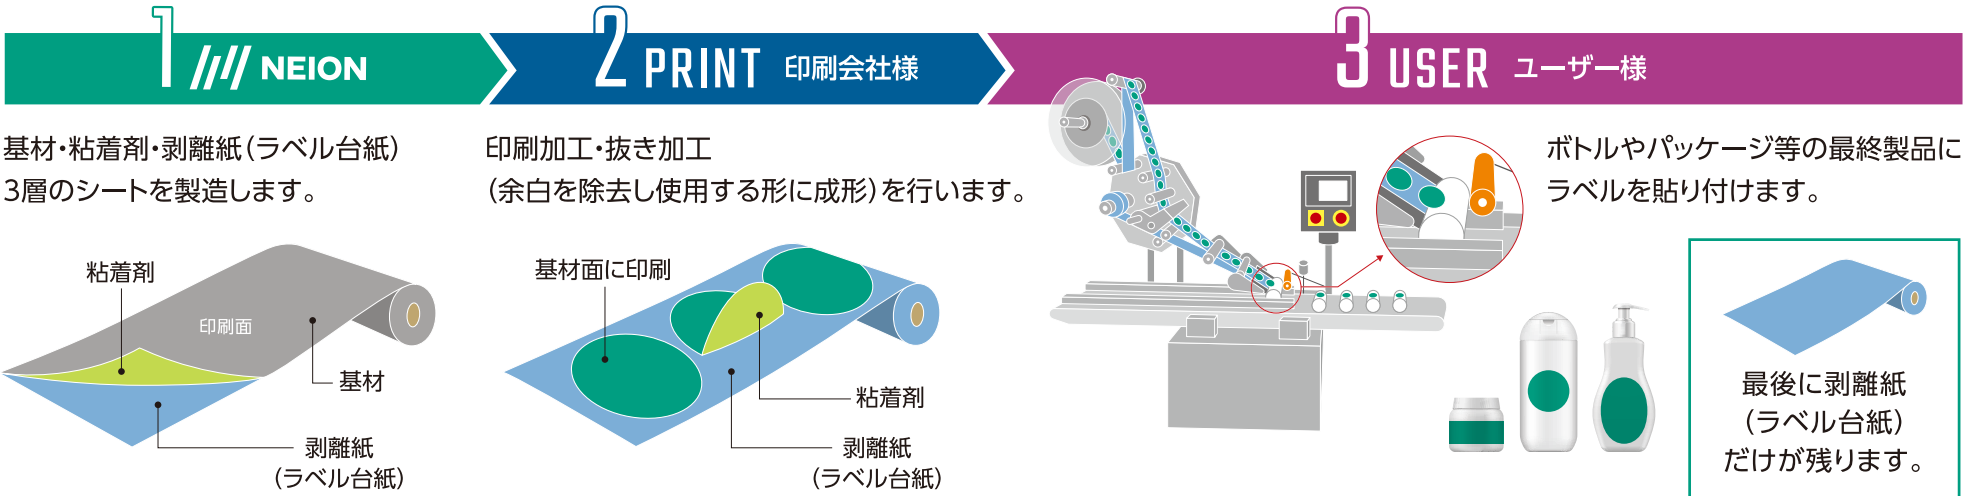 1 NEION
2 PRINT 印刷会社様
3 USER ユーザー様
基材・粘着剤・剥離紙（ラベル台紙）
3層のシートを製造します。
粘着剤
印刷面
基材
剥離紙
（ラベル台紙）
印刷加工・抜き加工
（余白を除去し使用する形に成形）を行います。
基材面に印刷
粘着剤
剥離紙
（ラベル台紙）
ボトルやパッケージ等の最終製品に
ラベルを貼り付けます。
最後に剥離紙
（ラベル台紙）
だけが残ります。